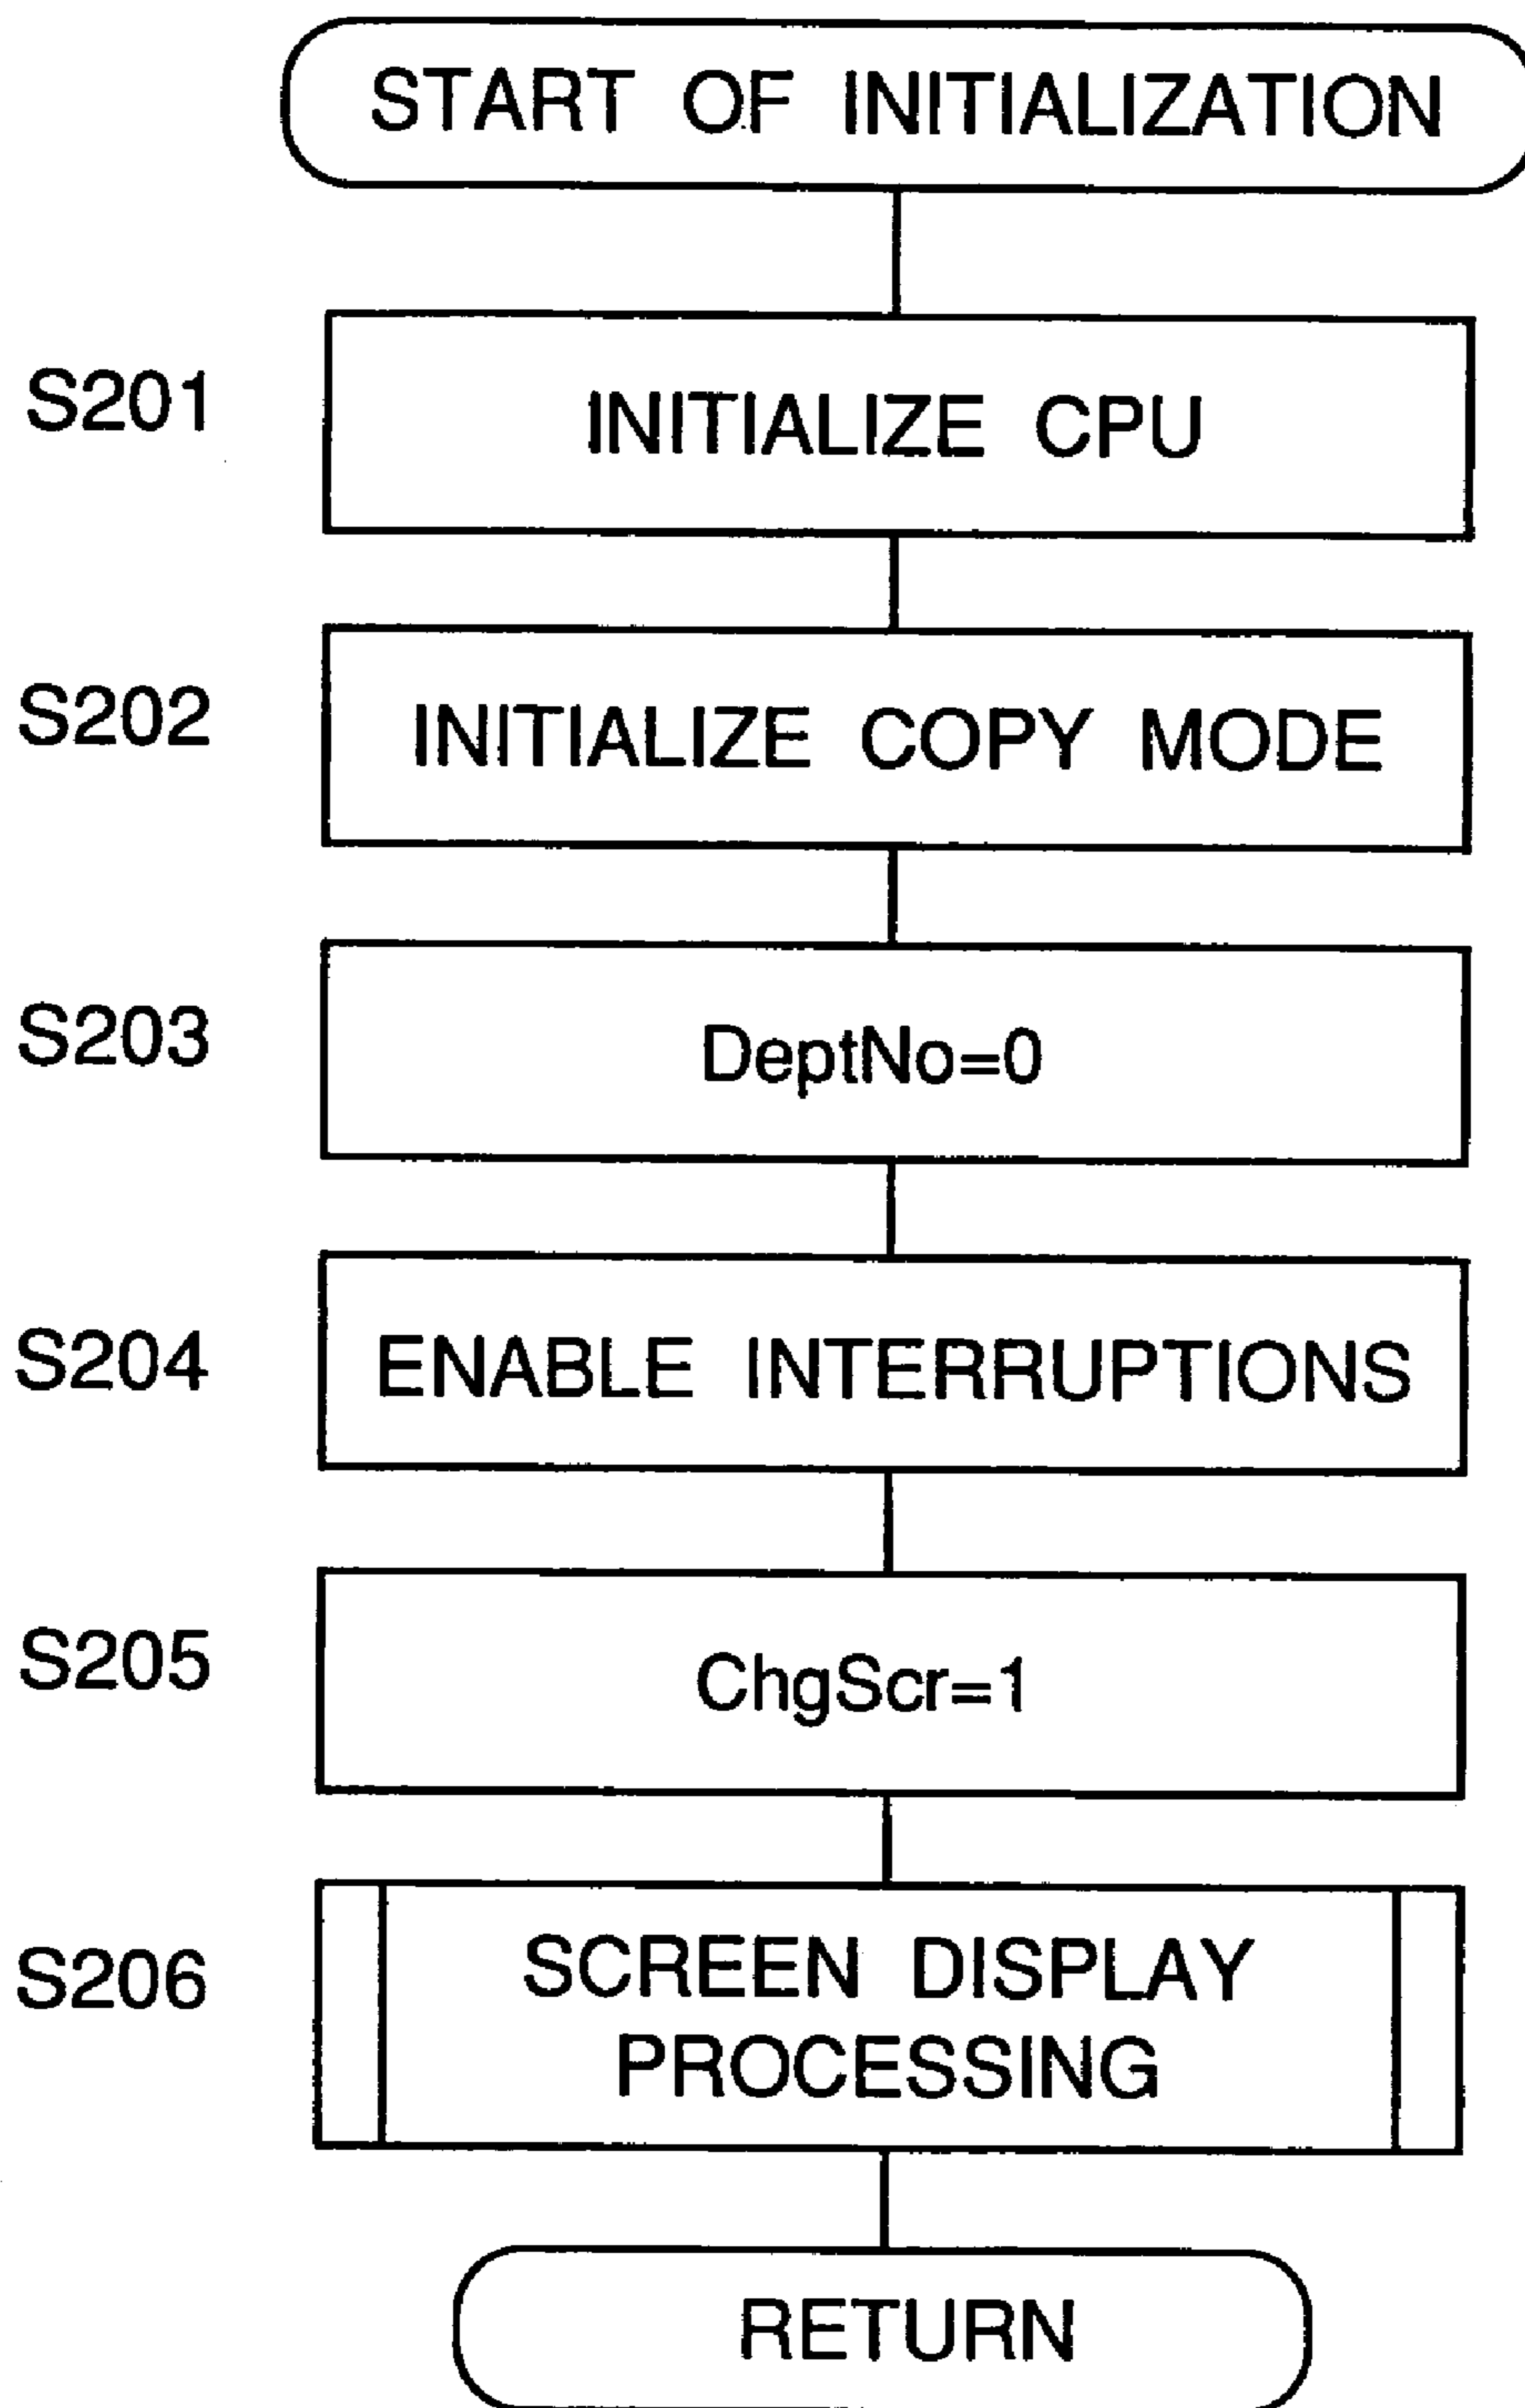 START OF INITIALIZATION
S201
INITIALIZE CPU
S202
INITIALIZE COPY MODE
S203
DeptNo=0
S204
ENABLE INTERRUPTIONS
S205
ChgScr=1
S206
SCREEN DISPLAY
PROCESSING
RETURN